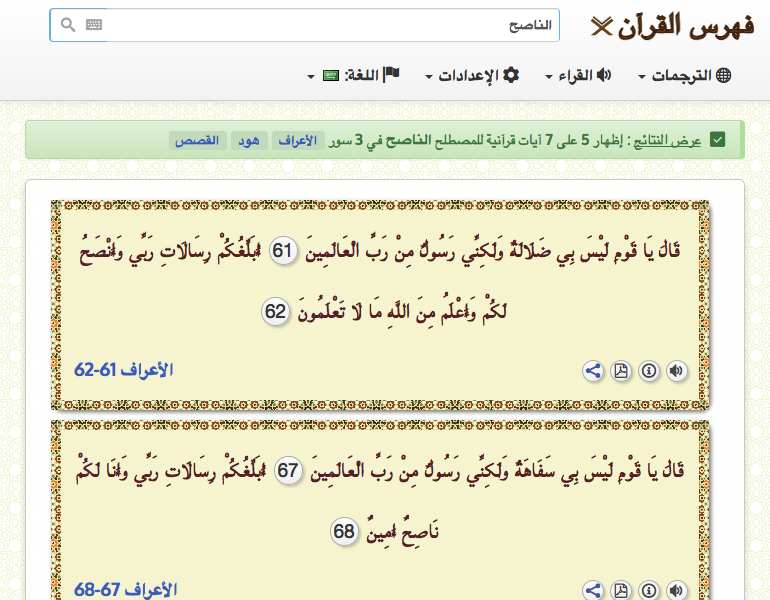 فهرس القرآن
الناصح
الترجمات
القراء
الإعدادات
اللغة:
عرض النتائج : إظهار 5 على 7 آيات قرآنية للمصطلح الناصح في 3 سور الأعراف هود القصص
قَالَ يَا قَوْمِ لَيْسَ بِي ضَلَالَةٌ وَلَكِنِّي رَسُولٌ مِنْ رَبِّ الْعَالَمِينَ 61 أُبَلِّغُكُمْ رِسَالَاتِ رَبِّي وَأَنْصَحُ
لَكُمْ وَأَعْلَمُ مِنَ اللَّهِ مَا لَا تَعْلَمُونَ 62
الأعراف 61-62
قَالَ يَا قَوْمِ لَيْسَ بِي سَفَاهَةٌ وَلَكِنِّي رَسُولٌ مِنْ رَبِّ الْعَالَمِينَ 67 أُبَلِّغُكُمْ رِسَالَاتِ رَبِّي وَأَنَا لَكُمْ
نَاصِحٌ أَمِينٌ 68
الأعراف 67-68